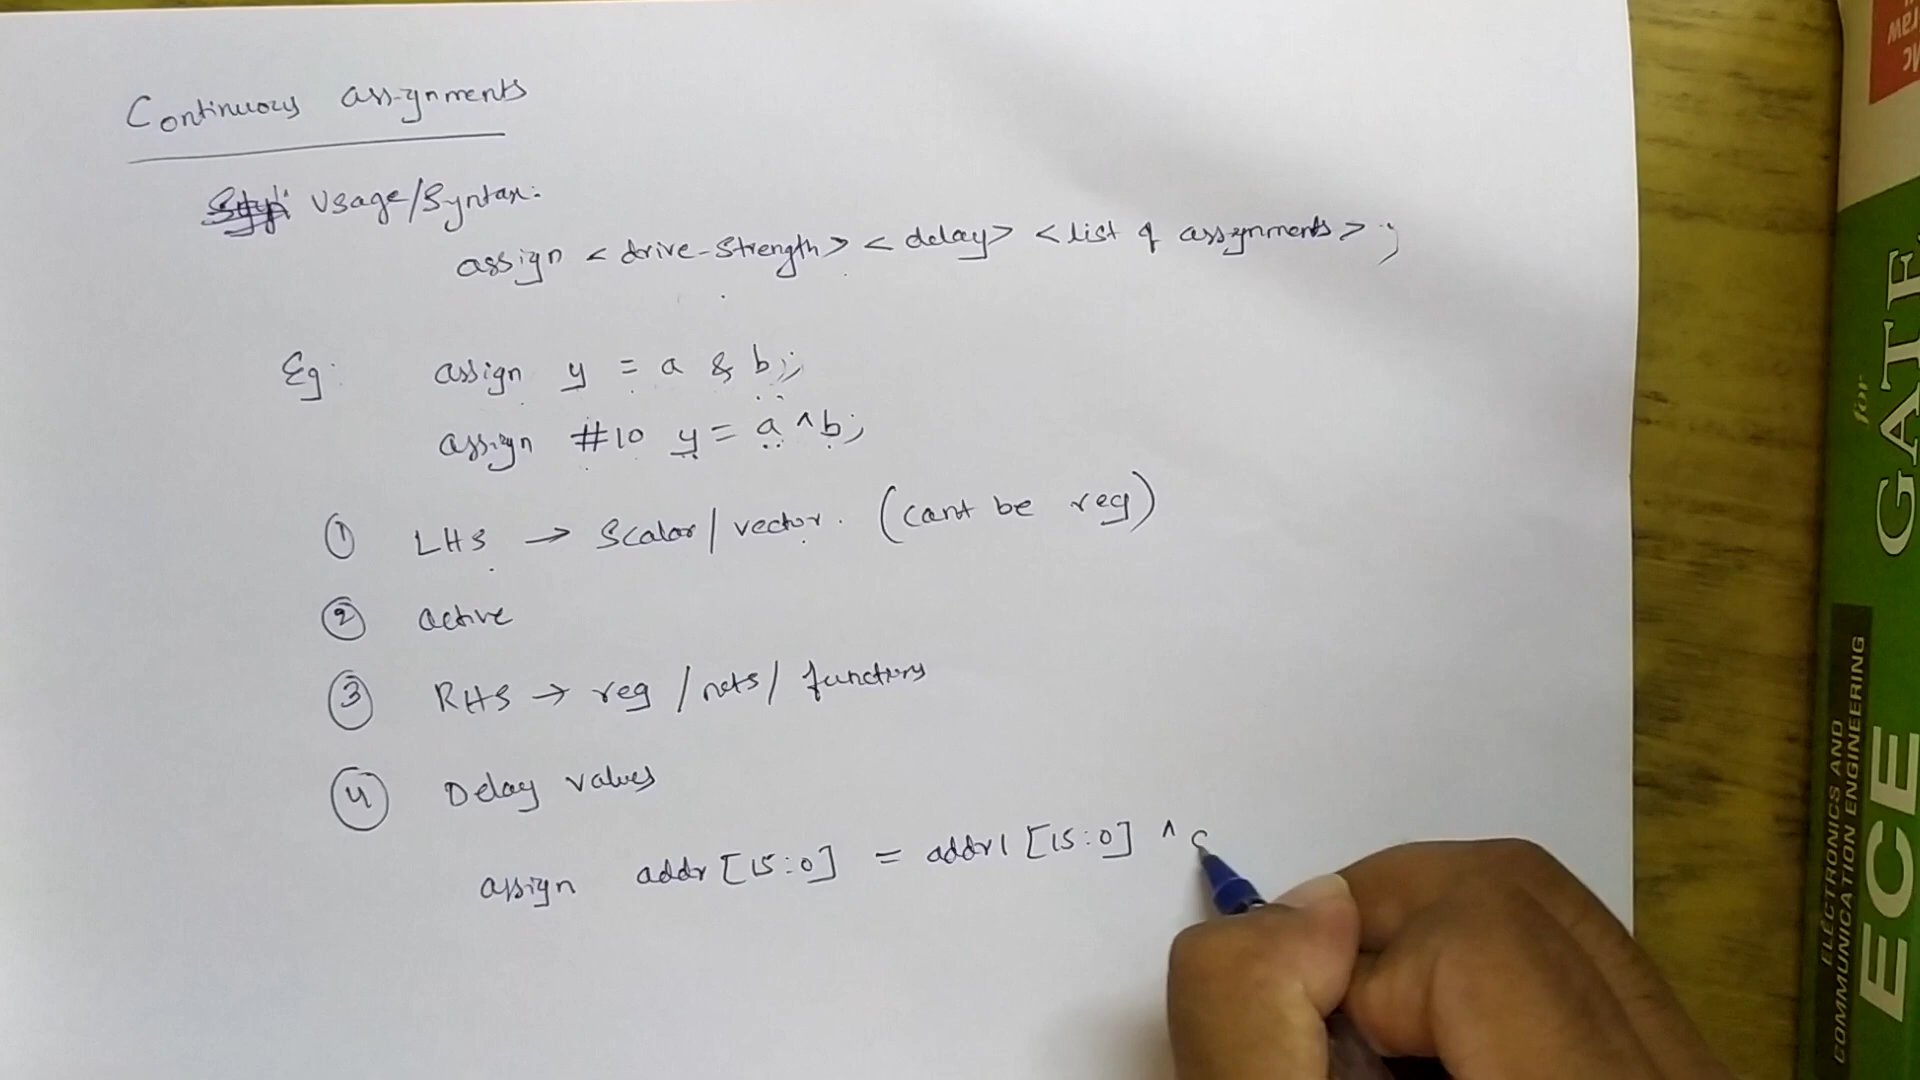 Continuous assignments
Usage/Syntax:
assign <drive-strength> <delay> <list of assignments> ;
Eg: assign y = a & b;
assign #10 y = a ^ b;
① LHS → Scalar/vector. (cant be reg)
② active
③ RHS → reg/nets/functions
④ Delay values
assign addr[15:0] = addr1[15:0] ^
for
GATE
ELECTRONICS AND
COMMUNICATION ENGINEERING
ECE